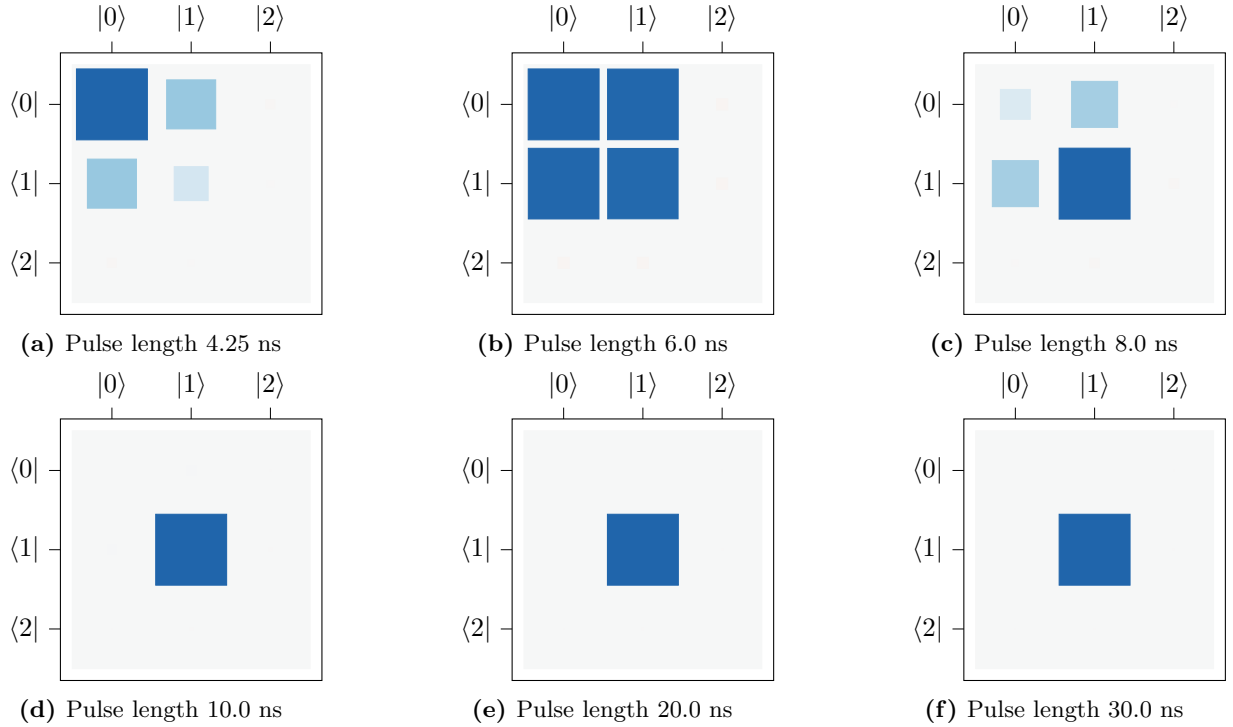 |0⟩ |1⟩ |2⟩ |0⟩ |1⟩ |2⟩ |0⟩ |1⟩ |2⟩
⟨0| ⟨0| ⟨0|
⟨1| ⟨1| ⟨1|
⟨2| ⟨2| ⟨2|
(a) Pulse length 4.25 ns (b) Pulse length 6.0 ns (c) Pulse length 8.0 ns
|0⟩ |1⟩ |2⟩ |0⟩ |1⟩ |2⟩ |0⟩ |1⟩ |2⟩
⟨0| ⟨0| ⟨0|
⟨1| ⟨1| ⟨1|
⟨2| ⟨2| ⟨2|
(d) Pulse length 10.0 ns (e) Pulse length 20.0 ns (f) Pulse length 30.0 ns